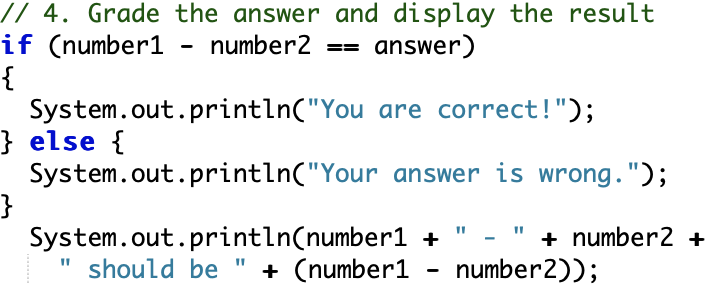 // 4. Grade the answer and display the result
if (number1 - number2 == answer)
{
  System.out.println("You are correct!");
} else {
  System.out.println("Your answer is wrong.");
}
  System.out.println(number1 + " - " + number2 +
    " should be " + (number1 - number2));